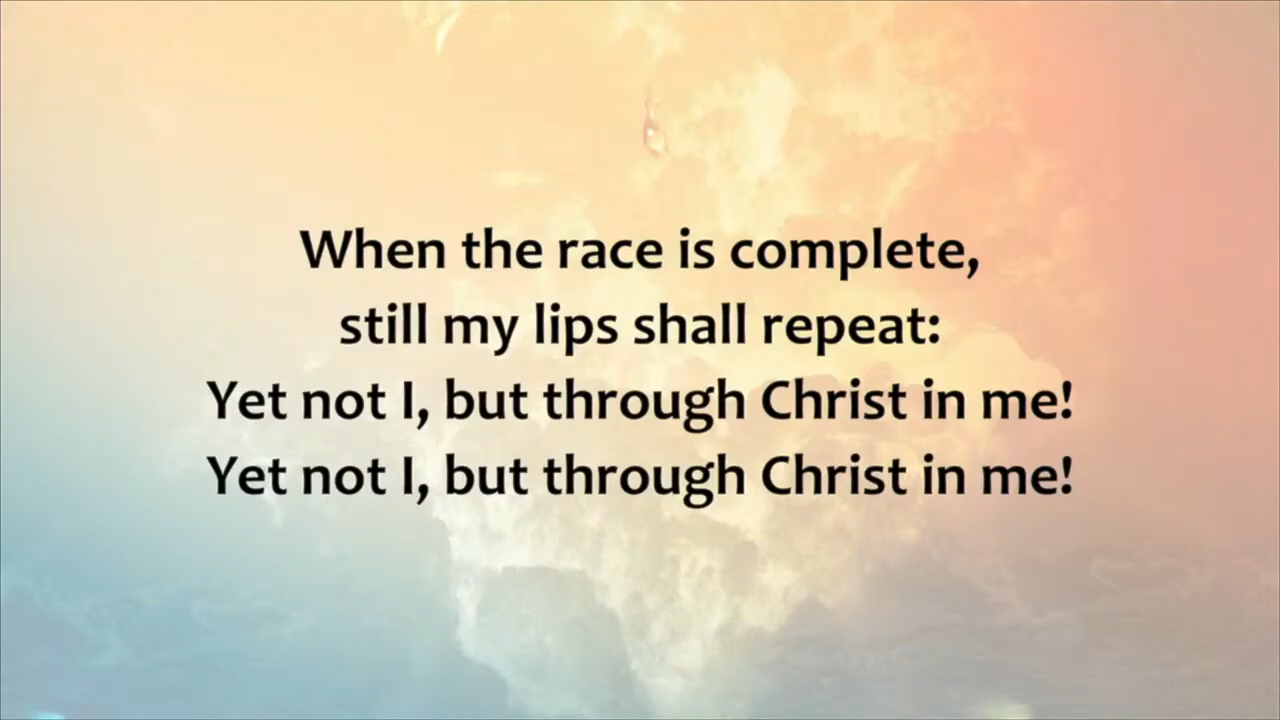 When the race is complete,
still my lips shall repeat:
Yet not I, but through Christ in me!
Yet not I, but through Christ in me!